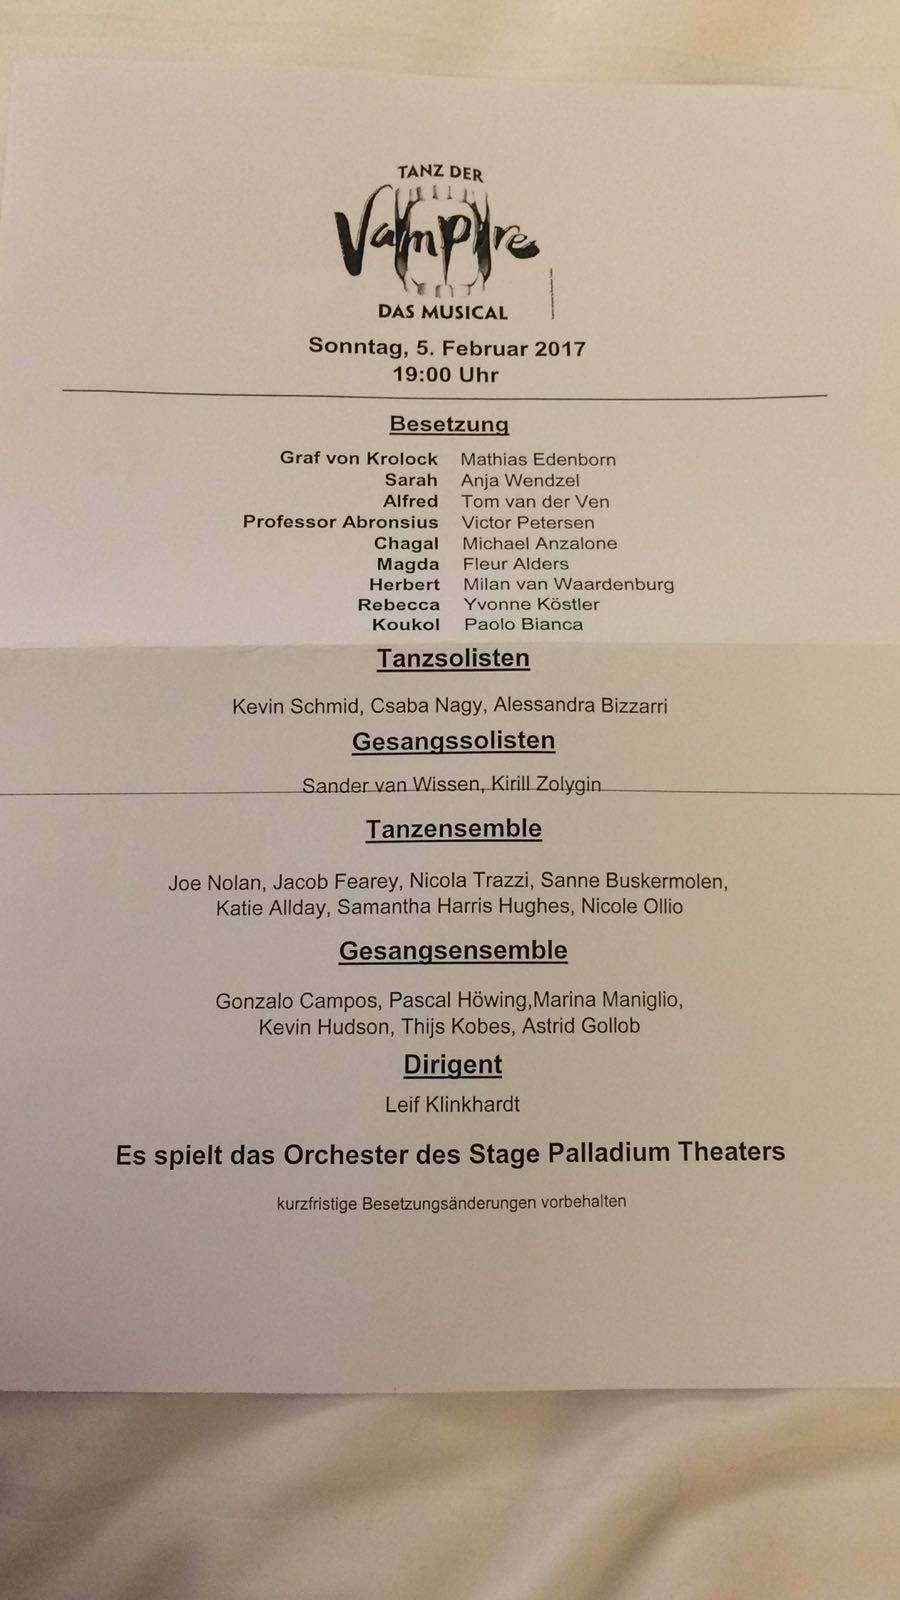 TANZ DER
Vampire
DAS MUSICAL
Sonntag, 5. Februar 2017
19:00 Uhr
Besetzung
Graf von Krolock Mathias Edenborn
Sarah Anja Wendzel
Alfred Tom van der Ven
Professor Abronsius Victor Petersen
Chagal Michael Anzalone
Magda Fleur Alders
Herbert Milan van Waardenburg
Rebecca Yvonne Köstler
Koukol Paolo Bianca
Tanzsolisten
Kevin Schmid, Csaba Nagy, Alessandra Bizzarri
Gesangssolisten
Sander van Wissen, Kirill Zolygin
Tanzensemble
Joe Nolan, Jacob Fearey, Nicola Trazzi, Sanne Buskermolen,
Katie Allday, Samantha Harris Hughes, Nicole Ollio
Gesangsensemble
Gonzalo Campos, Pascal Höwing,Marina Maniglio,
Kevin Hudson, Thijs Kobes, Astrid Gollob
Dirigent
Leif Klinkhardt
Es spielt das Orchester des Stage Palladium Theaters
kurzfristige Besetzungsänderungen vorbehalten